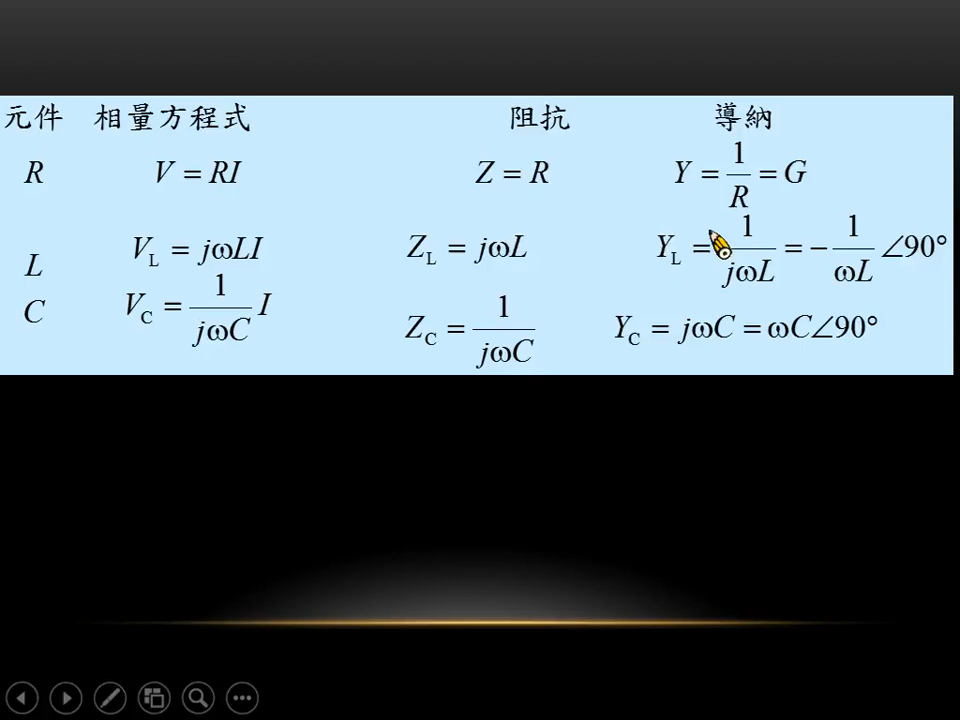 元件 相量方程式 阻抗 導納
R V = RI Z = R Y = 1/R = G
L V_L = jωLI Z_L = jωL Y_L = 1/jωL = − 1/ωL ∠90°
C V_C = 1/jωC I Z_C = 1/jωC Y_C = jωC = ωC∠90°